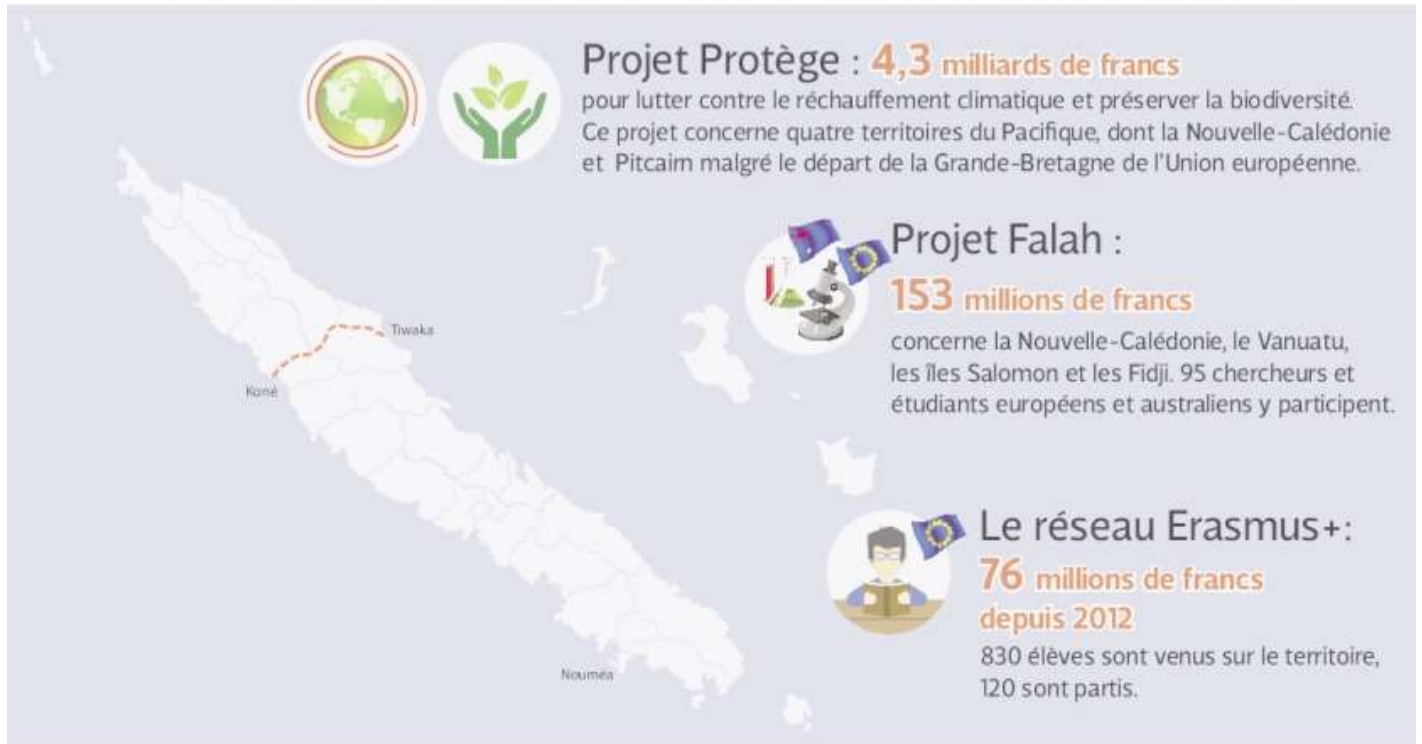 Projet Protège : 4,3 milliards de francs
pour lutter contre le réchauffement climatique et préserver la biodiversité.
Ce projet concerne quatre territoires du Pacifique, dont la Nouvelle-Calédonie
et Pitcairn malgré le départ de la Grande-Bretagne de l'Union européenne.
Projet Falah :
153 millions de francs
concerne la Nouvelle-Calédonie, le Vanuatu,
les îles Salomon et les Fidji. 95 chercheurs et
étudiants européens et australiens y participent.
Tiwaka
Koné
Le réseau Erasmus+:
76 millions de francs
depuis 2012
830 élèves sont venus sur le territoire,
120 sont partis.
Nouméa